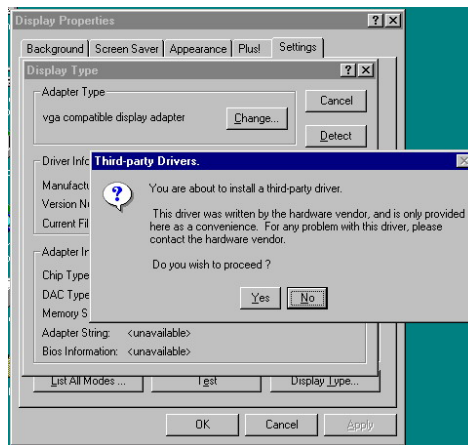 Display Properties
Background Screen Saver Appearance Plus! Settings
Display Type
Adapter Type
vga compatible display adapter
Change...
Cancel
Detect
Driver Info
Third-party Drivers.
You are about to install a third-party driver.
This driver was written by the hardware vendor, and is only provided
here as a convenience. For any problem with this driver, please
contact the hardware vendor.
Do you wish to proceed ?
Yes No
Manufactu
Version Nu
Current Fil
Adapter In
Chip Type
DAC Type
Memory S
Adapter String: <unavailable>
Bios Information: <unavailable>
List All Modes ... Test Display Type...
OK Cancel Apply